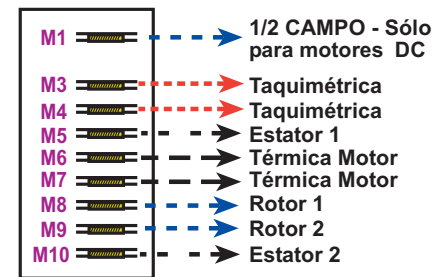 M1 1/2 CAMPO - Sólo
para motores DC
M3 Taquimétrica
M4 Taquimétrica
M5 Estator 1
M6 Térmica Motor
M7 Térmica Motor
M8 Rotor 1
M9 Rotor 2
M10 Estator 2